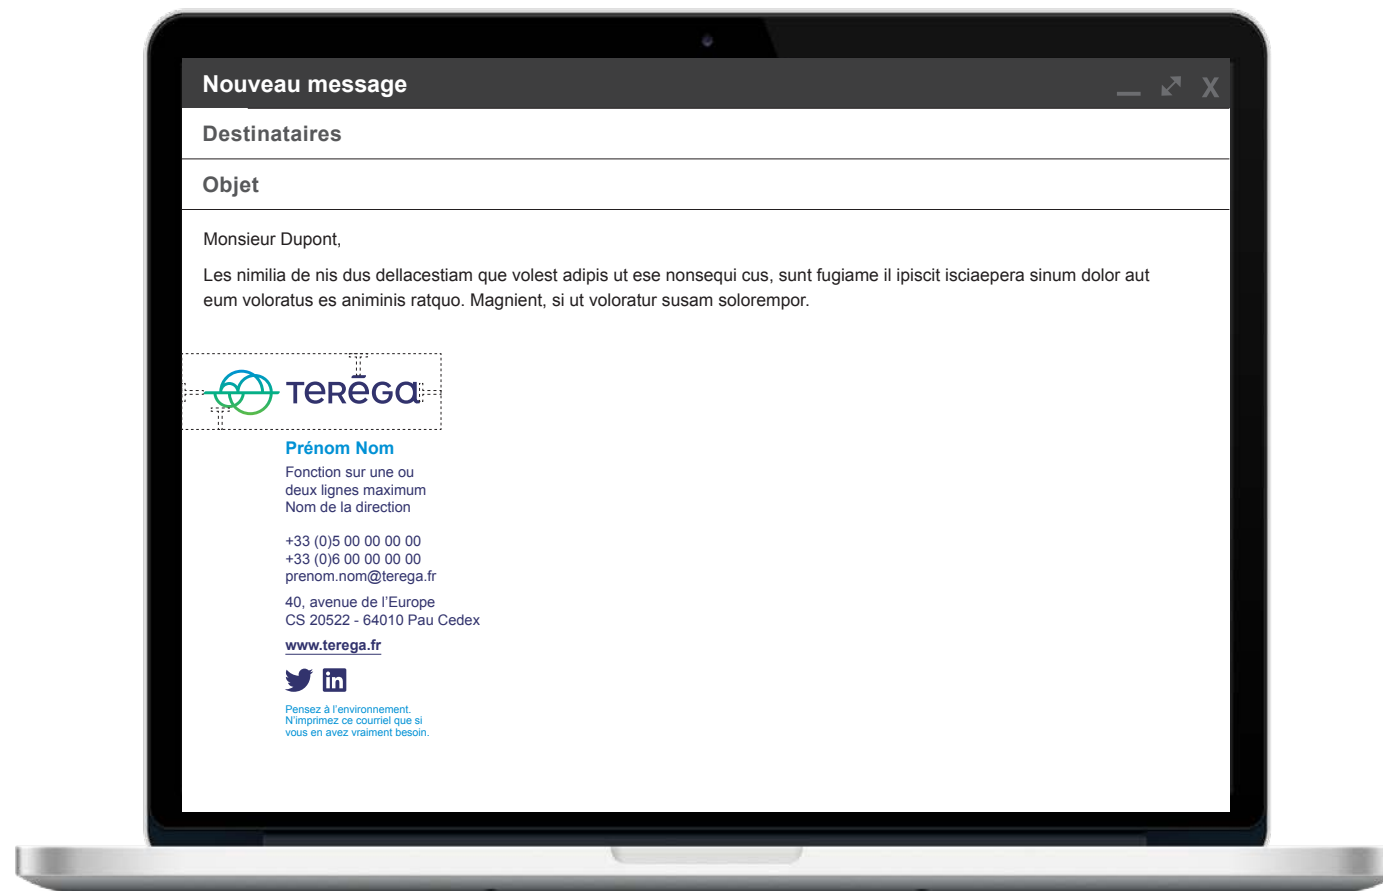 Nouveau message
Destinataires
Objet
Monsieur Dupont,
Les nimilia de nis dus dellacestiam que volest adipis ut ese nonsequi cus, sunt fugiame il ipiscit isciaepera sinum dolor aut
eum voloratus es animinis ratquo. Magnient, si ut voloratur susam solorempor.
TERĒGA
Prénom Nom
Fonction sur une ou
deux lignes maximum
Nom de la direction
+33 (0)5 00 00 00 00
+33 (0)6 00 00 00 00
prenom.nom@terega.fr
40, avenue de l’Europe
CS 20522 - 64010 Pau Cedex
www.terega.fr
in
Pensez à l’environnement.
N’imprimez ce courriel que si
vous en avez vraiment besoin.